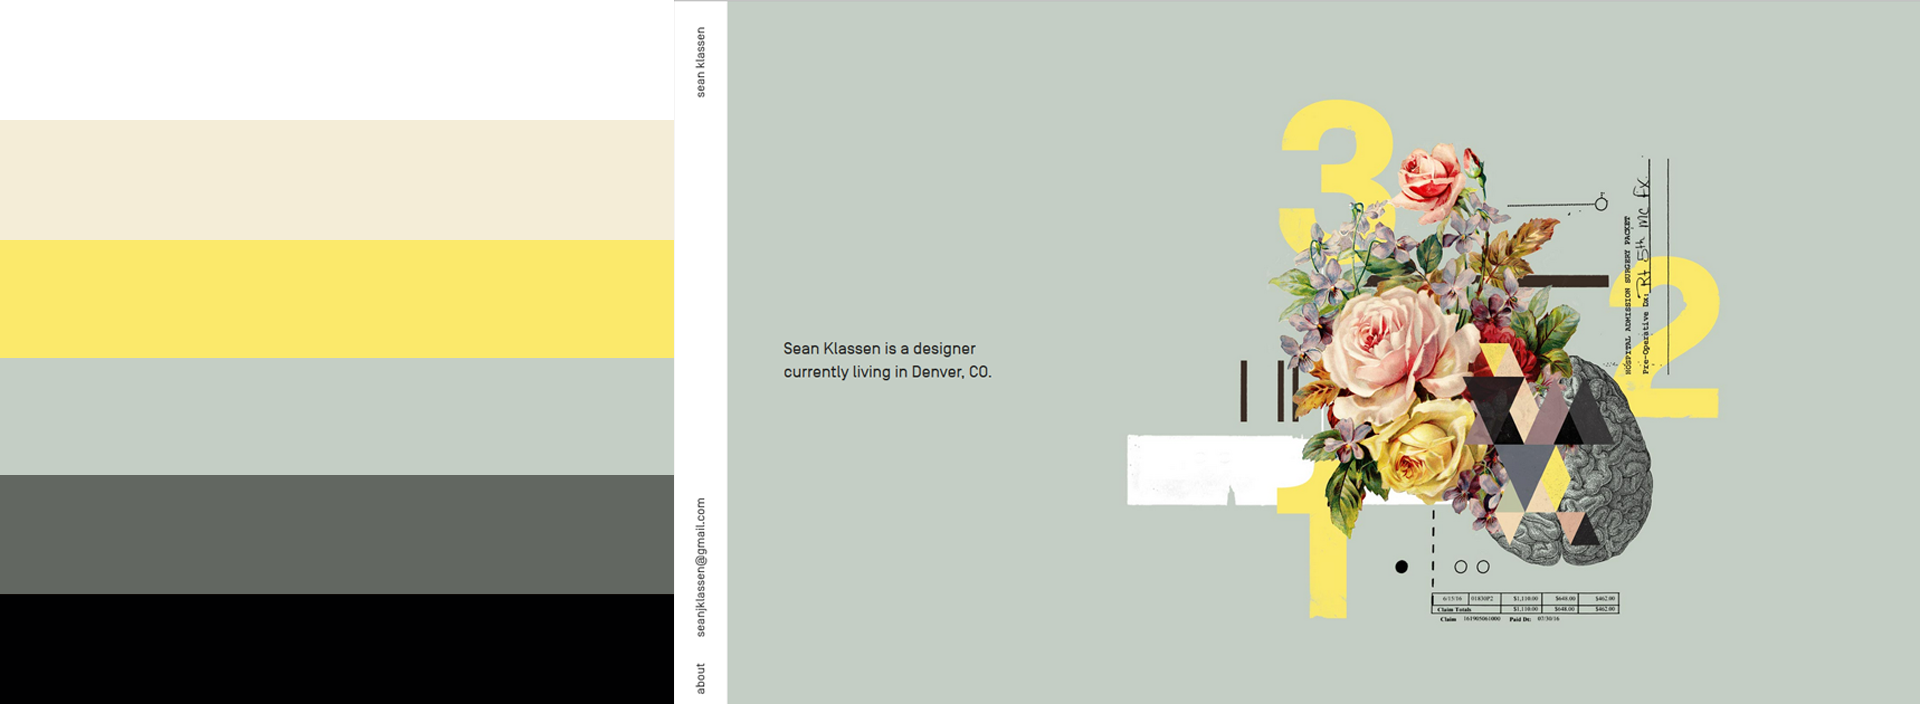 sean klassen
seanjklassen@gmail.com
about
Sean Klassen is a designer
currently living in Denver, CO.
3
2
1
HOSPITAL ADMISSION SURGERY PACKET
Pre-Operative Dx: Rt 5th mc fx.
6/15/16 01830P2 $1,110.00 $648.00 $462.00
Claim Totals $1,110.00 $648.00 $462.00
Claim 161905061000 Paid Dt: 07/30/16